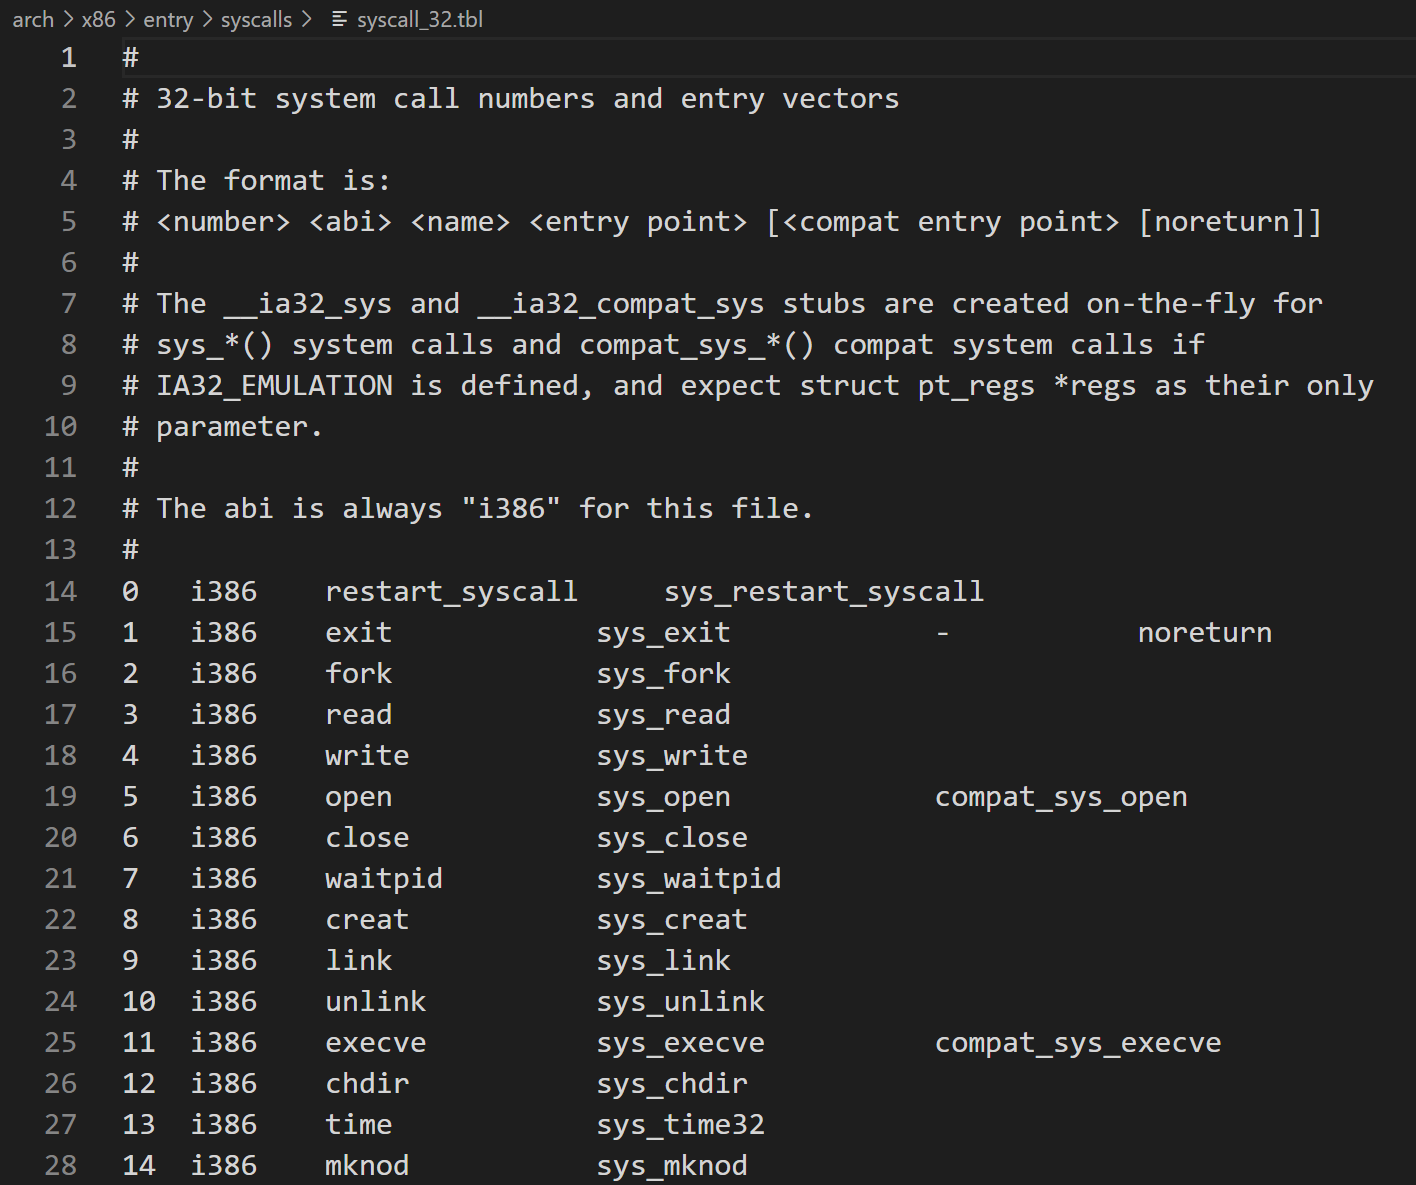 arch > x86 > entry > syscalls > syscall_32.tbl
1 #
2 # 32-bit system call numbers and entry vectors
3 #
4 # The format is:
5 # <number> <abi> <name> <entry point> [<compat entry point> [noreturn]]
6 #
7 # The __ia32_sys and __ia32_compat_sys stubs are created on-the-fly for
8 # sys_*() system calls and compat_sys_*() compat system calls if
9 # IA32_EMULATION is defined, and expect struct pt_regs *regs as their only
10 # parameter.
11 #
12 # The abi is always "i386" for this file.
13 #
14 0 i386 restart_syscall sys_restart_syscall
15 1 i386 exit sys_exit - noreturn
16 2 i386 fork sys_fork
17 3 i386 read sys_read
18 4 i386 write sys_write
19 5 i386 open sys_open compat_sys_open
20 6 i386 close sys_close
21 7 i386 waitpid sys_waitpid
22 8 i386 creat sys_creat
23 9 i386 link sys_link
24 10 i386 unlink sys_unlink
25 11 i386 execve sys_execve compat_sys_execve
26 12 i386 chdir sys_chdir
27 13 i386 time sys_time32
28 14 i386 mknod sys_mknod